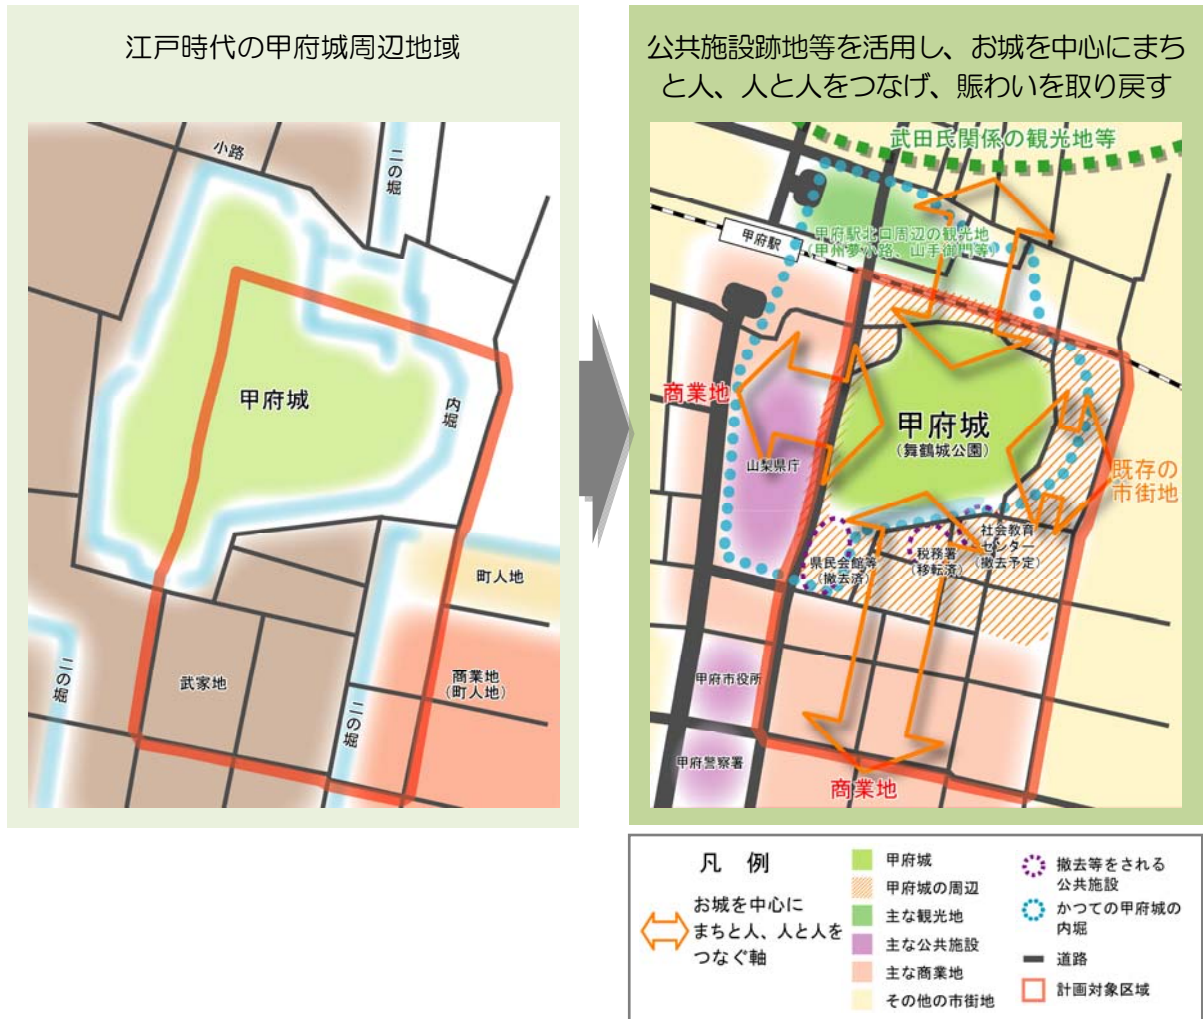 江戸時代の甲府城周辺地域
小路
二の堀
甲府城
内堀
町人地
商業地
(町人地)
武家地
二の堀
二の堀
公共施設跡地等を活用し、お城を中心にまち
と人、人と人をつなげ、賑わいを取り戻す
武田氏関係の観光地等
甲府駅北口周辺の観光地
(甲州夢小路、山手御門等)
甲府駅
商業地
甲府城
(舞鶴城公園)
山梨県庁
既存の
市街地
県民会館等
(撤去済)
税務署
(移転済)
社会教育
センター
(撤去予定)
甲府市役所
甲府警察署
商業地
凡 例
お城を中心に
まちと人、人と人を
つなぐ軸
甲府城
甲府城の周辺
主な観光地
主な公共施設
主な商業地
その他の市街地
撤去等をされる
公共施設
かつての甲府城の
内堀
道路
計画対象区域